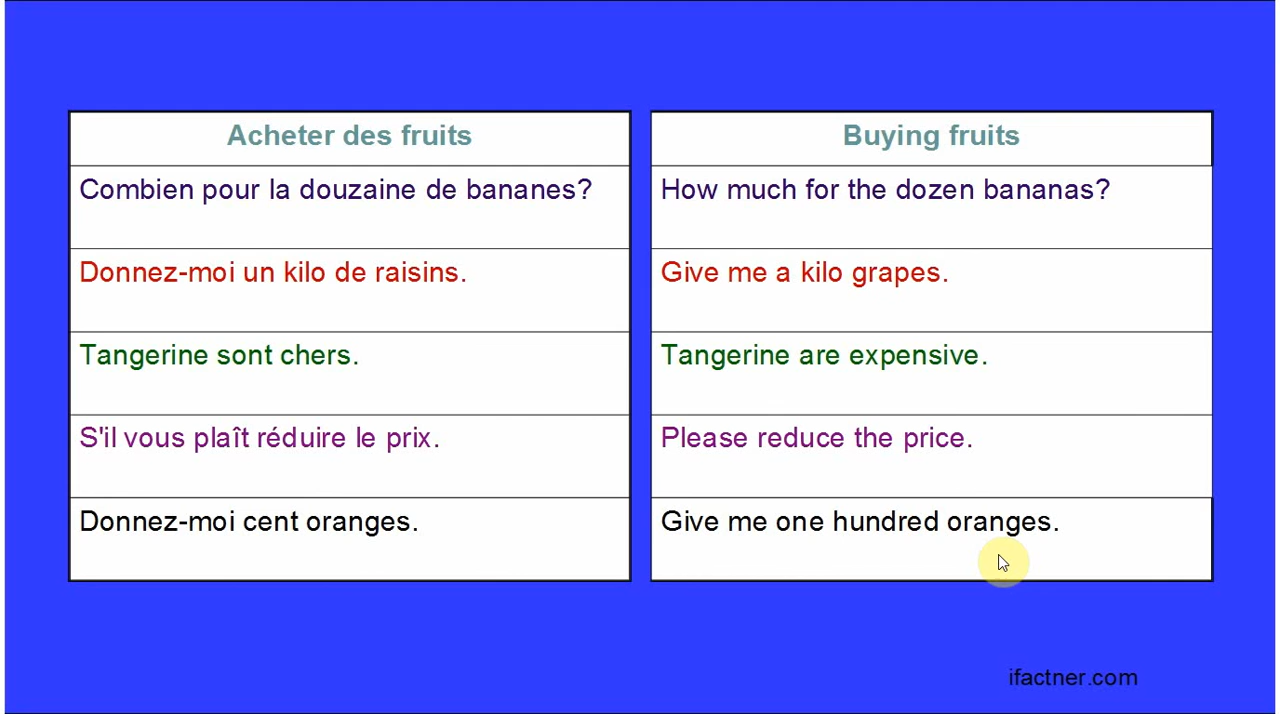 Acheter des fruits
Combien pour la douzaine de bananes?
Donnez-moi un kilo de raisins.
Tangerine sont chers.
S'il vous plaît réduire le prix.
Donnez-moi cent oranges.
Buying fruits
How much for the dozen bananas?
Give me a kilo grapes.
Tangerine are expensive.
Please reduce the price.
Give me one hundred oranges.
ifactner.com